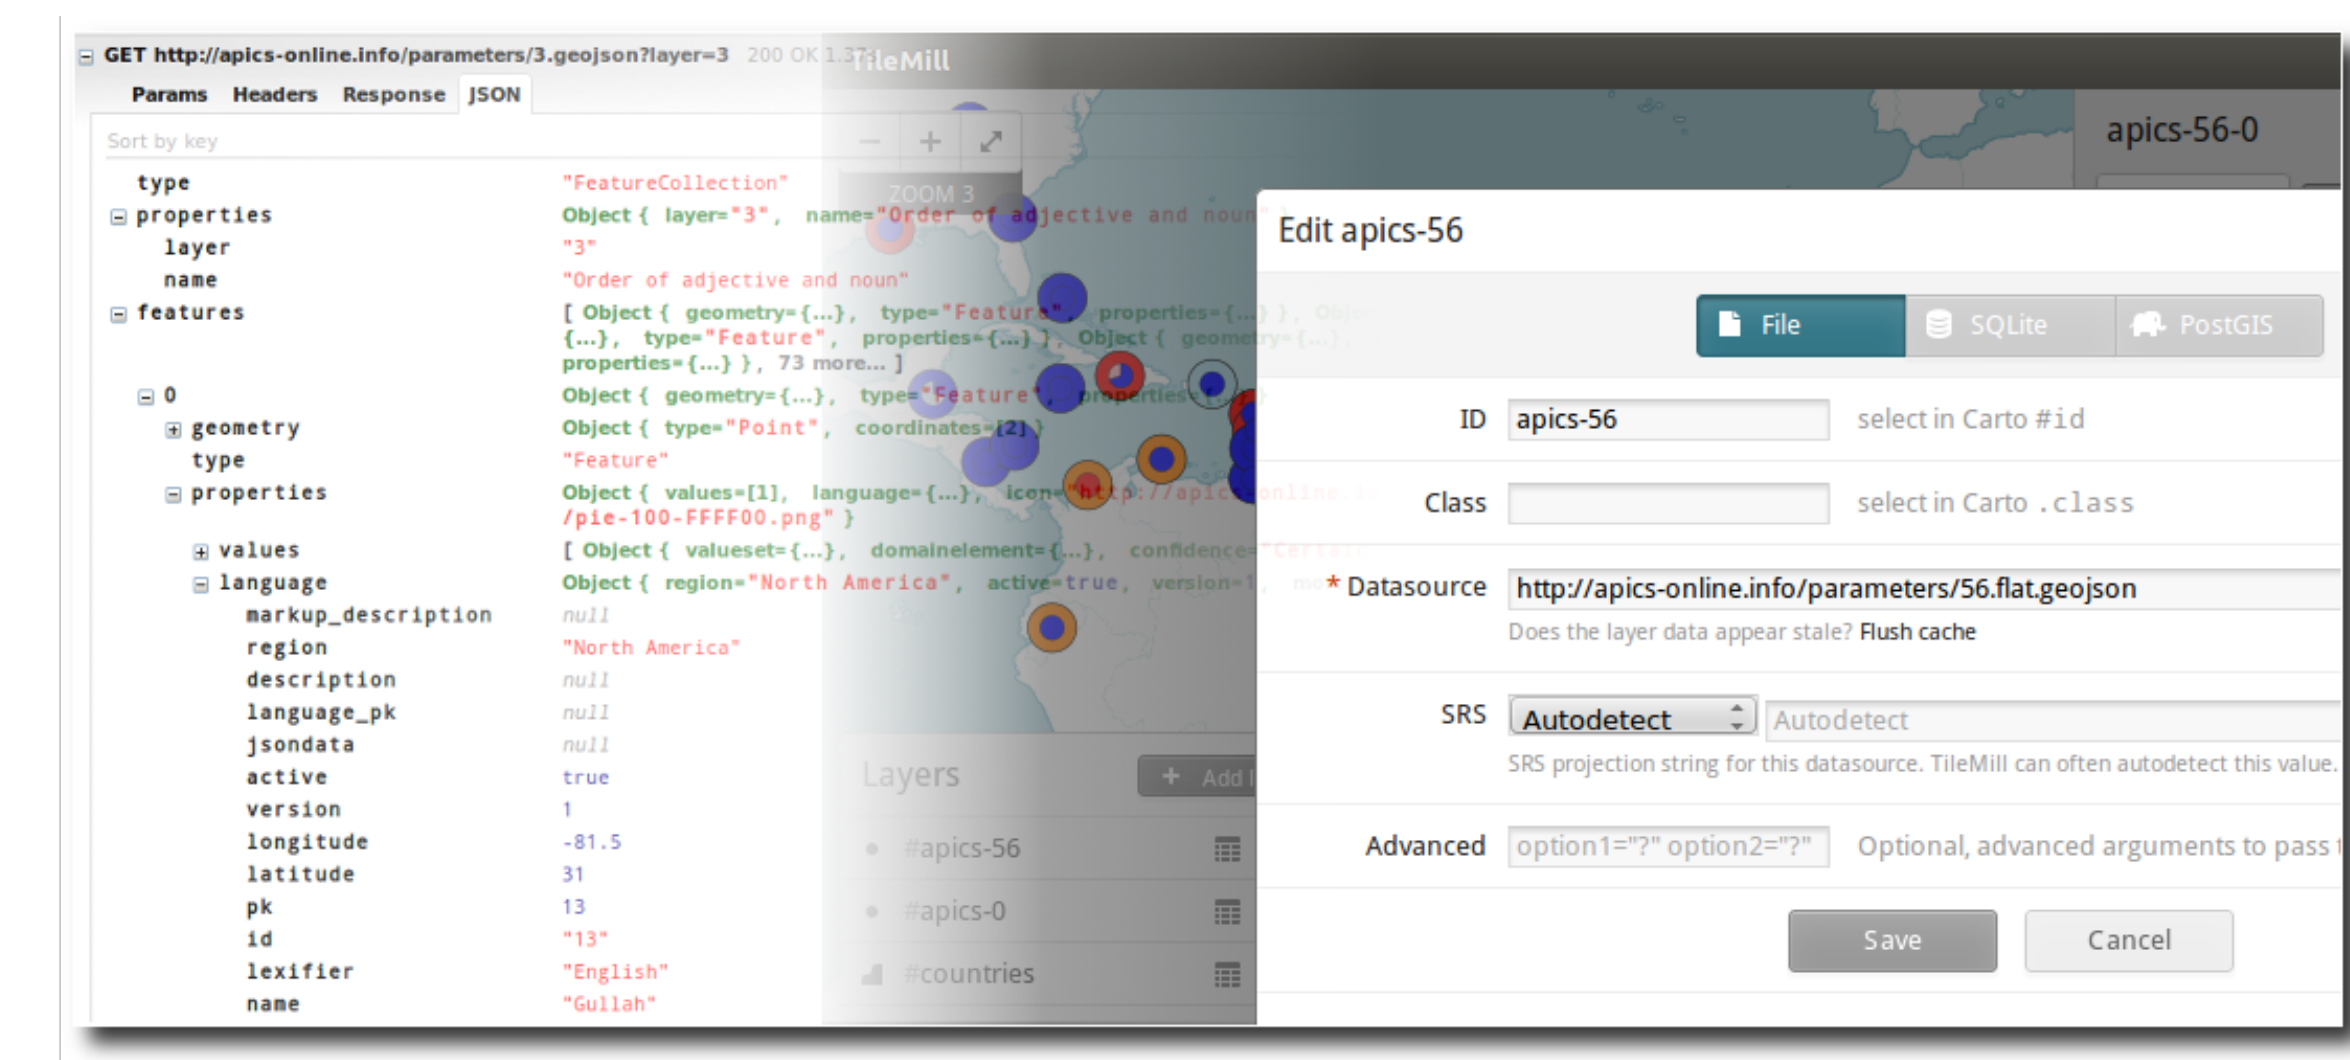 GET http://apics-online.info/parameters/3.geojson?layer=3 200 OK 1.37s
Params Headers Response JSON
Sort by key
type "FeatureCollection"
properties Object { layer="3", name="Order of adjective and noun" }
layer "3"
name "Order of adjective and noun"
features [ Object { geometry={...}, type="Feature", properties={...} }, Object
{...}, type="Feature", properties={...} }, Object { geometry={...},
properties={...} }, 73 more... ]
0 Object { geometry={...}, type="Feature", properties={...} }
geometry Object { type="Point", coordinates=[2] }
type "Feature"
properties Object { values=[1], language={...}, icon="http://apics-online.
/pie-100-FFFF00.png" }
values [ Object { valueset={...}, domainelement={...}, confidence="Certain
language Object { region="North America", active=true, version=1,
markup_description null
region "North America"
description null
language_pk null
jsondata null
active true
version 1
longitude -81.5
latitude 31
pk 13
id "13"
lexifier "English"
name "Gullah"
TileMill
− +
ZOOM 3
Layers
+ Add
#apics-56
#apics-0
#countries
apics-56-0
Edit apics-56
File SQLite PostGIS
ID apics-56 select in Carto #id
Class select in Carto .class
* Datasource http://apics-online.info/parameters/56.flat.geojson
Does the layer data appear stale? Flush cache
SRS Autodetect Autodetect
SRS projection string for this datasource. TileMill can often autodetect this value.
Advanced option1="?" option2="?" Optional, advanced arguments to pass
Save Cancel